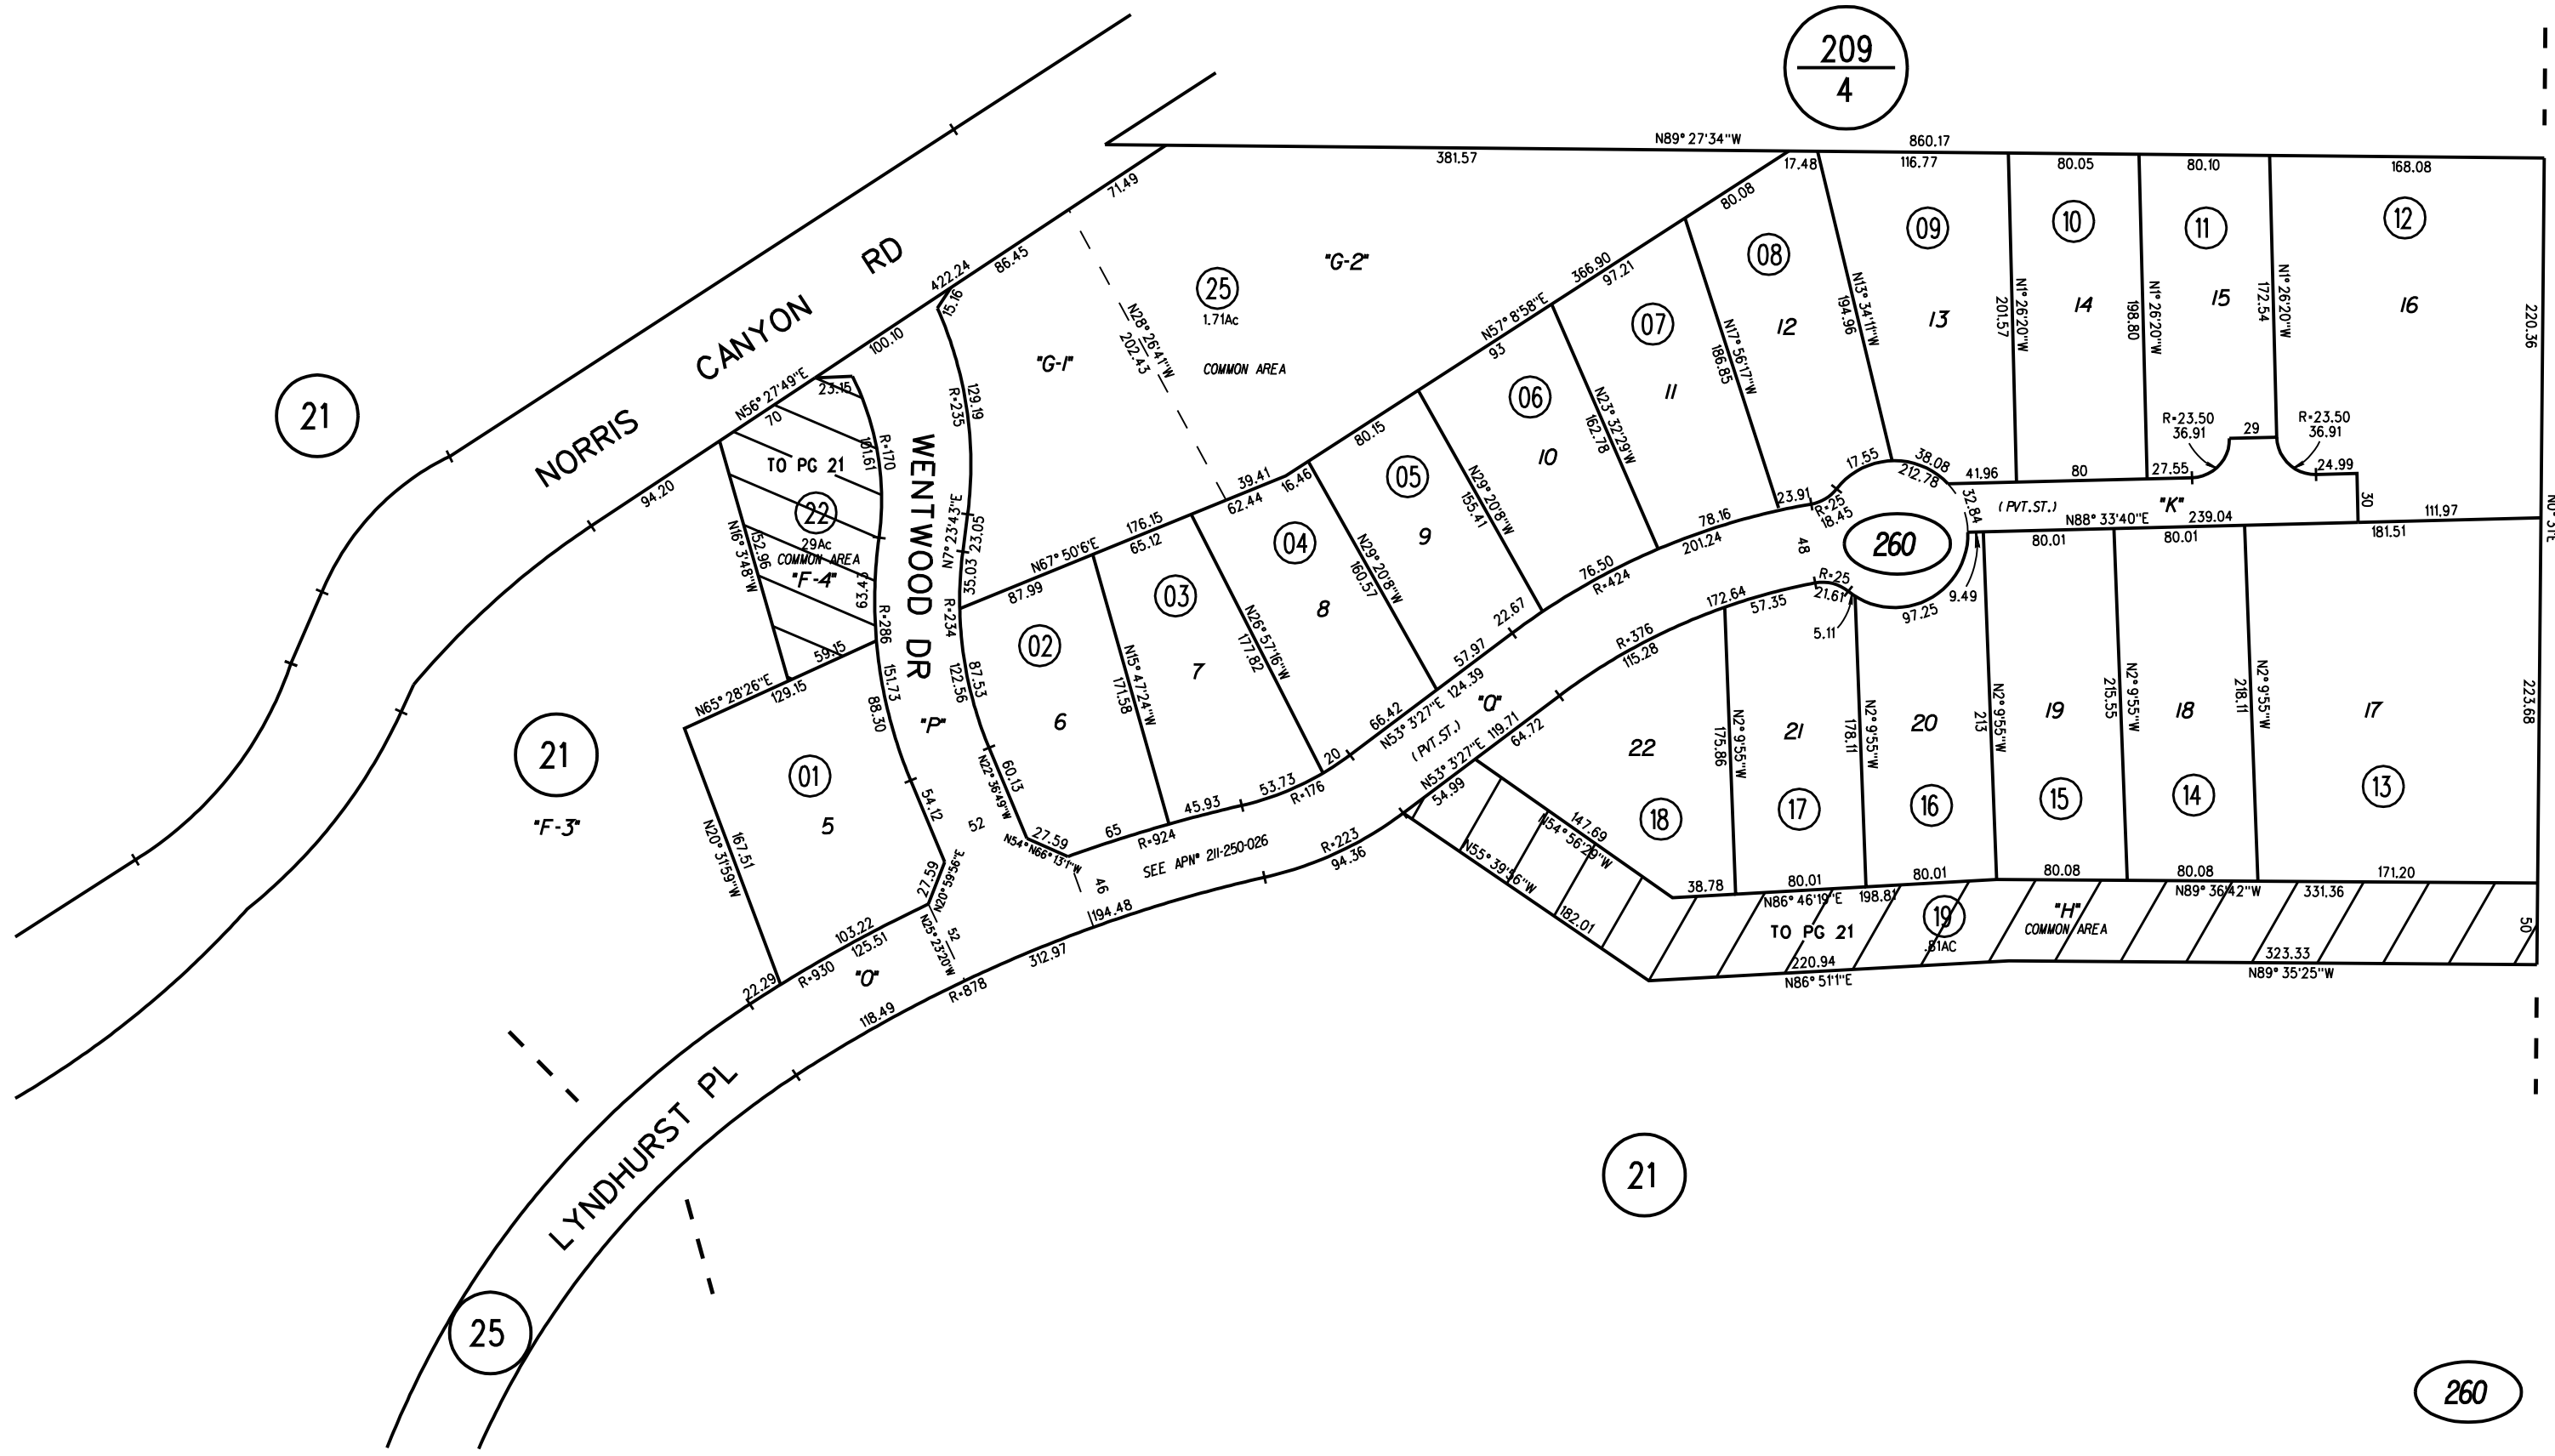 209
4
N89°27'34"W
860.17
381.57
17.48
116.77
80.05
80.10
168.08
71.49
80.08
422.24
86.45
15.16
100.10
N56°27'49"E
23.15
70
94.20
NORRIS CANYON RD
21
"G-1"
"G-2"
25
1.71Ac
COMMON AREA
N28°26'41"W
202.43
129.19
R=235
WENTWOOD DR
R=170
101.61
TO PG 21
22
.29Ac
COMMON AREA
"F-4"
N16°3'48"W
152.96
63.43
R=286
59.15
N65°28'26"E
129.15
151.73
88.30
N7°23'43"E
23.05
35.03
R=234
122.56
87.53
"P"
54.12
N22°36'49"W
60.13
52
27.59
N20°59'56"E
27.59
N66°13'1"W
N25°23'20"W
52
46
01
5
N20°31'59"W
167.51
103.22
125.51
22.29
R=930
"O"
118.49
R=878
312.97
194.48
21
"F-3"
LYNDHURST PL
25
N67°50'6"E
176.15
87.99
65.12
62.44
39.41
16.46
02
6
N15°47'24"W
171.58
03
7
N26°57'16"W
177.82
04
8
N29°20'8"W
160.57
05
9
N29°20'8"W
155.41
06
10
N23°32'29"W
162.78
07
11
N17°56'17"W
186.85
08
12
N13°34'11"W
194.96
09
13
N1°26'20"W
201.57
10
14
N1°26'20"W
198.80
11
15
N1°26'20"W
172.54
12
16
220.36
80.15
N57°8'58"E
366.90
93
97.21
65
R=924
45.93
53.73
R=176
20
SEE APN° 211-250-026
66.42
57.97
N53°3'27"E 124.39
22.67
76.50
R=424
78.16
201.24
23.91
R=25
18.45
17.55
38.08
212.78
41.96
80
27.55
R=23.50
36.91
29
R=23.50
36.91
24.99
30
32.84
(PVT.ST.)
"K"
N88°33'40"E
239.04
111.97
181.51
80.01
80.01
48
260
R=25
21.61
5.11
97.25
9.49
172.64
57.35
R=376
115.28
"Q"
(PVT.ST.)
N53°3'27"E 119.71
54.99
64.72
R=223
94.36
N55°39'56"W
182.01
147.69
N54°56'29"W
22
18
38.78
N2°9'55"W
175.86
21
17
80.01
N2°9'55"W
178.11
20
16
80.01
N2°9'55"W
213
19
15
80.08
N2°9'55"W
215.55
18
14
80.08
N2°9'55"W
218.11
17
13
171.20
223.68
N86°46'19"E
198.81
N89°36'42"W
331.36
TO PG 21
19
.81AC
"H"
COMMON AREA
50
220.94
N86°51'1"E
323.33
N89°35'25"W
21
260